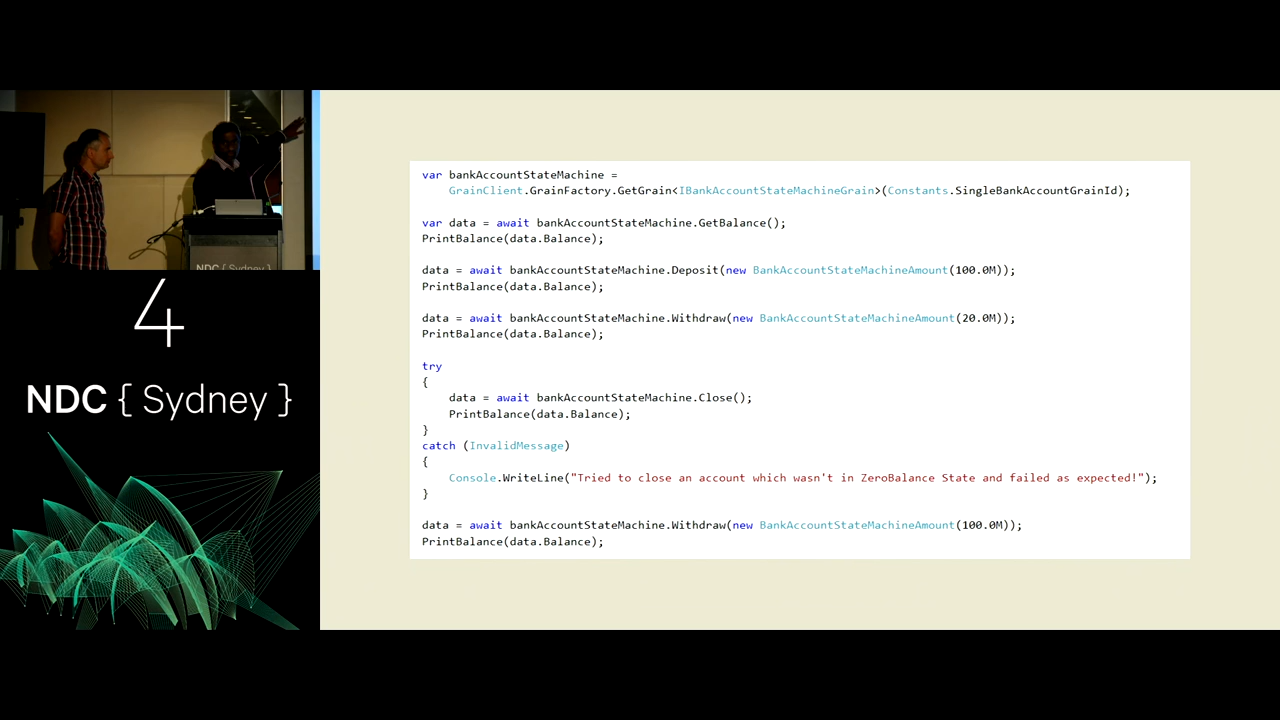 NDC { Sydney }
4
NDC { Sydney }
var bankAccountStateMachine =
    GrainClient.GrainFactory.GetGrain<IBankAccountStateMachineGrain>(Constants.SingleBankAccountGrainId);
var data = await bankAccountStateMachine.GetBalance();
PrintBalance(data.Balance);
data = await bankAccountStateMachine.Deposit(new BankAccountStateMachineAmount(100.0M));
PrintBalance(data.Balance);
data = await bankAccountStateMachine.Withdraw(new BankAccountStateMachineAmount(20.0M));
PrintBalance(data.Balance);
try
{
    data = await bankAccountStateMachine.Close();
    PrintBalance(data.Balance);
}
catch (InvalidMessage)
{
    Console.WriteLine("Tried to close an account which wasn't in ZeroBalance State and failed as expected!");
}
data = await bankAccountStateMachine.Withdraw(new BankAccountStateMachineAmount(100.0M));
PrintBalance(data.Balance);